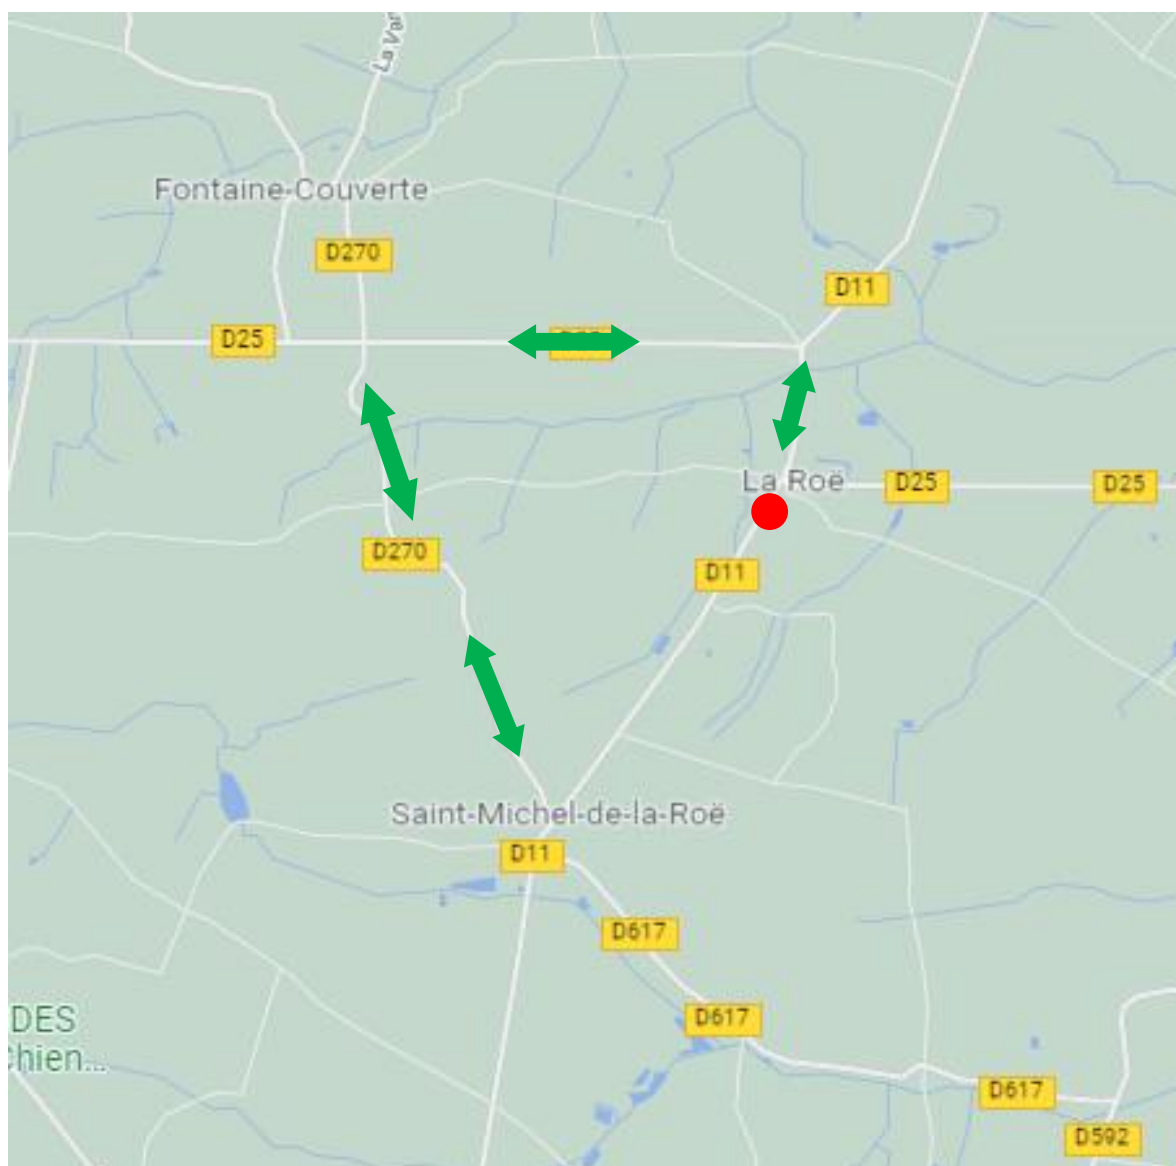 La Var
Fontaine-Couverte
D270
D11
D25
La Roë
D25
D25
D270
D11
Saint-Michel-de-la-Roë
D11
D617
DES
Chien...
D617
D617
D592